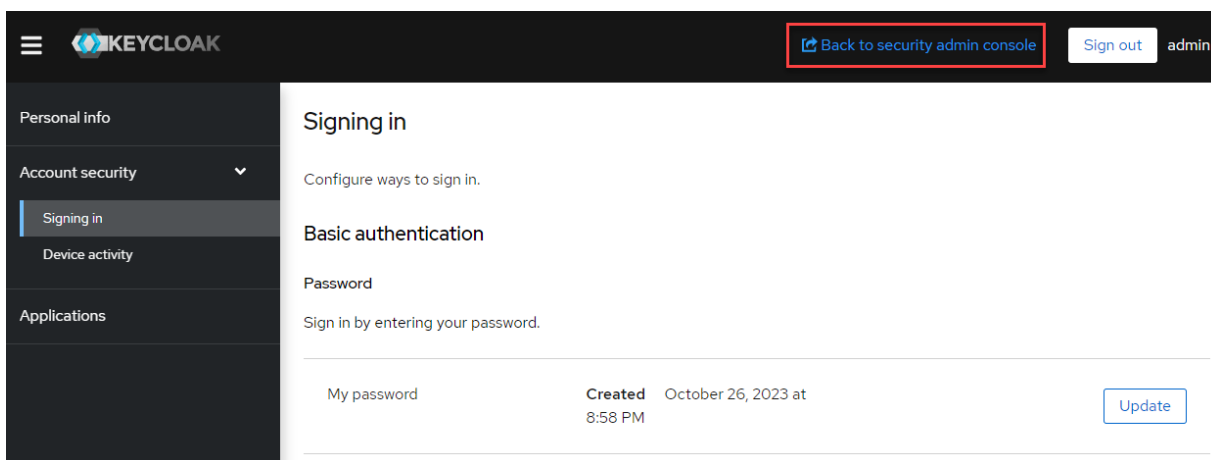 KEYCLOAK
Back to security admin console
Sign out
admin
Personal info
Account security
Signing in
Device activity
Applications
Signing in
Configure ways to sign in.
Basic authentication
Password
Sign in by entering your password.
My password
Created October 26, 2023 at
8:58 PM
Update